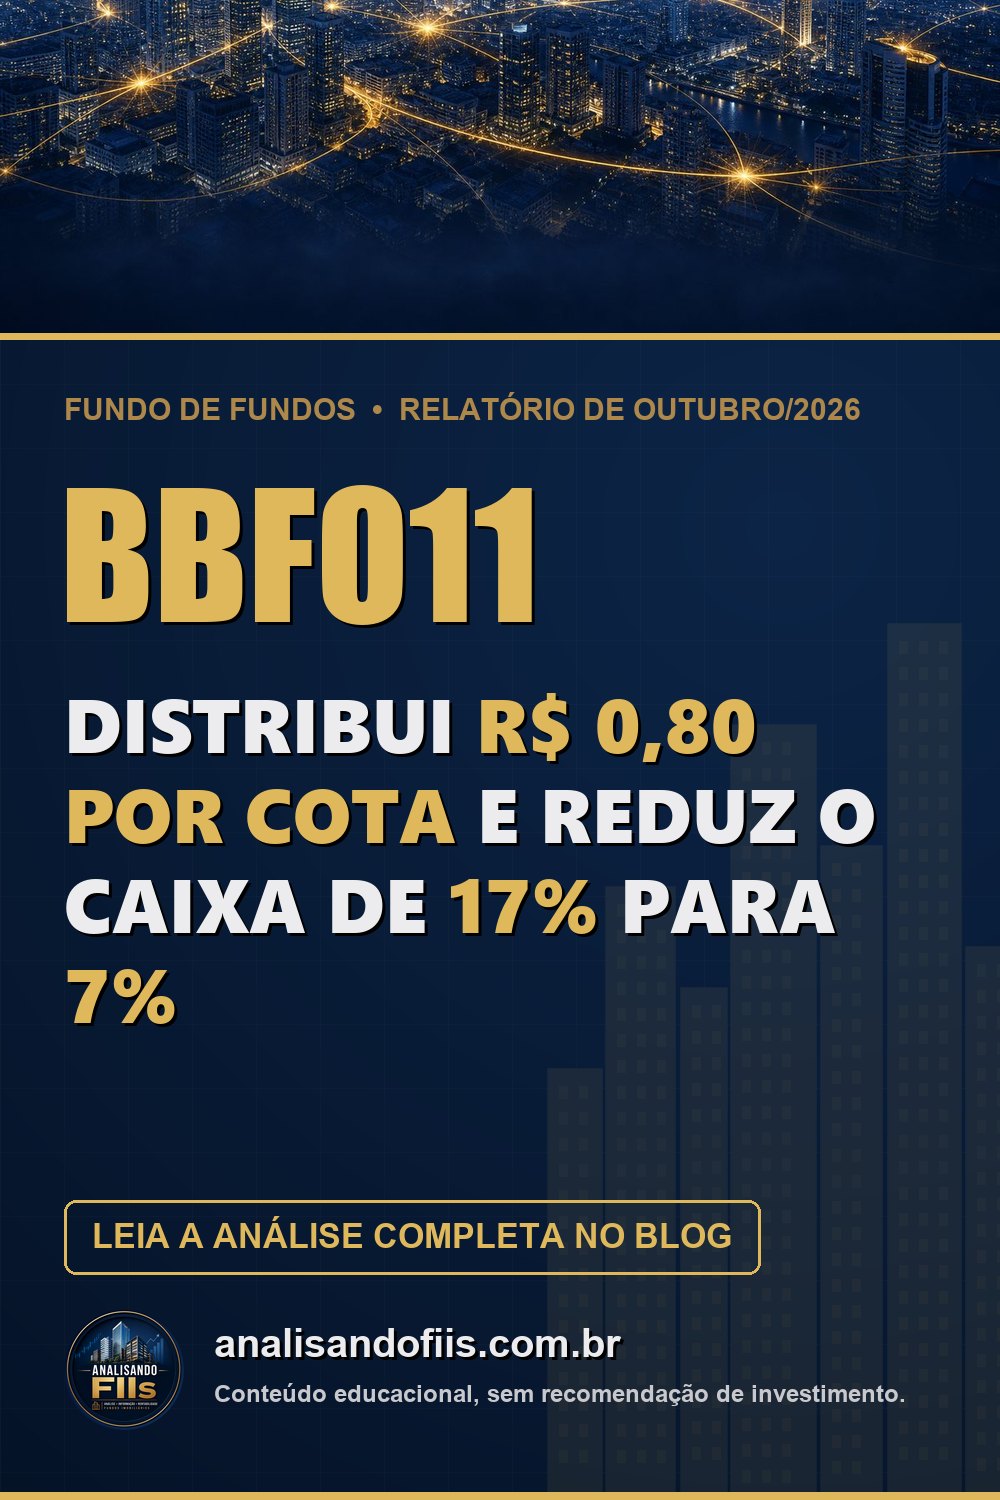 FUNDO DE FUNDOS • RELATÓRIO DE OUTUBRO/2026
BBFO11
DISTRIBUI R$ 0,80
POR COTA E REDUZ O
CAIXA DE 17% PARA
7%
LEIA A ANÁLISE COMPLETA NO BLOG
ANALISANDO
FIIs
analisandofiis.com.br
Conteúdo educacional, sem recomendação de investimento.